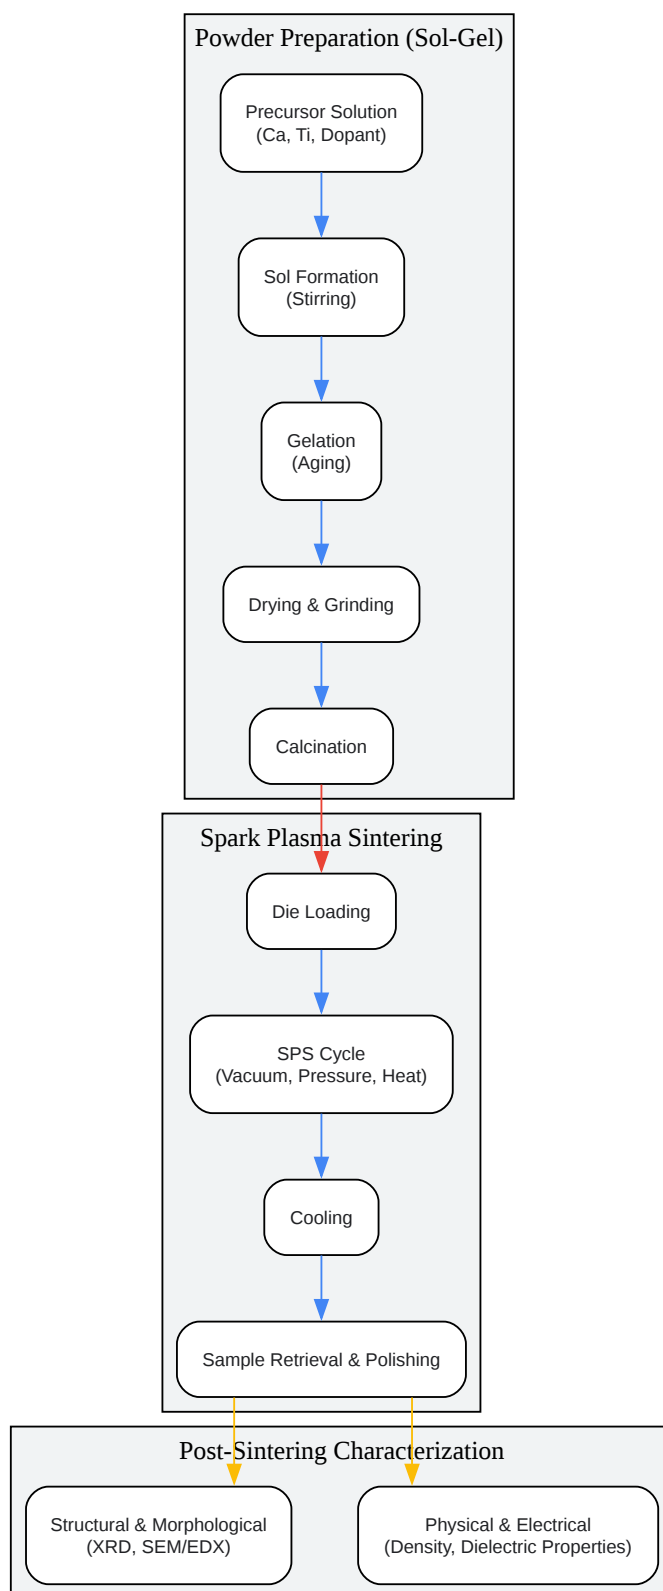 Powder Preparation (Sol-Gel)
Precursor Solution
(Ca, Ti, Dopant)
Sol Formation
(Stirring)
Gelation
(Aging)
Drying & Grinding
Calcination
Spark Plasma Sintering
Die Loading
SPS Cycle
(Vacuum, Pressure, Heat)
Cooling
Sample Retrieval & Polishing
Post-Sintering Characterization
Structural & Morphological
(XRD, SEM/EDX)
Physical & Electrical
(Density, Dielectric Properties)